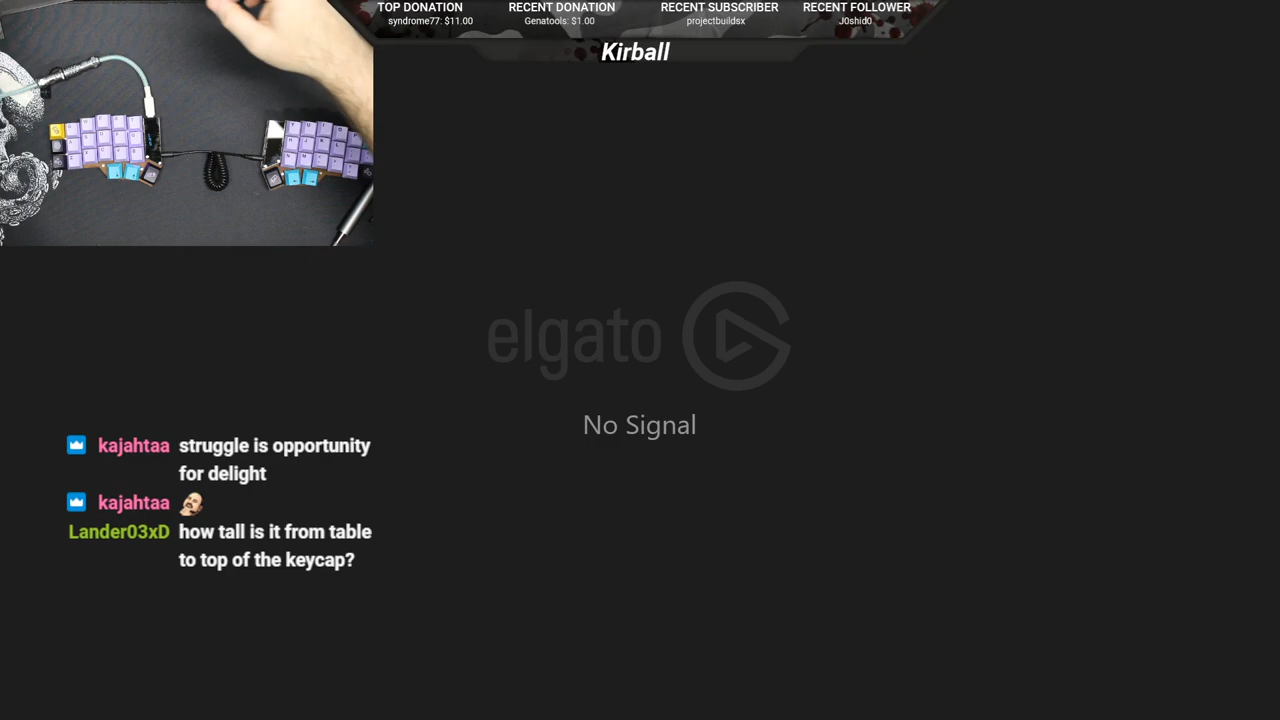 TOP DONATION
syndrome77: $11.00
RECENT DONATION
Genatools: $1.00
RECENT SUBSCRIBER
projectbuildsx
RECENT FOLLOWER
J0shid0
Kirball
elgato
No Signal
kajahtaa struggle is opportunity
for delight
kajahtaa
Lander03xD how tall is it from table
to top of the keycap?